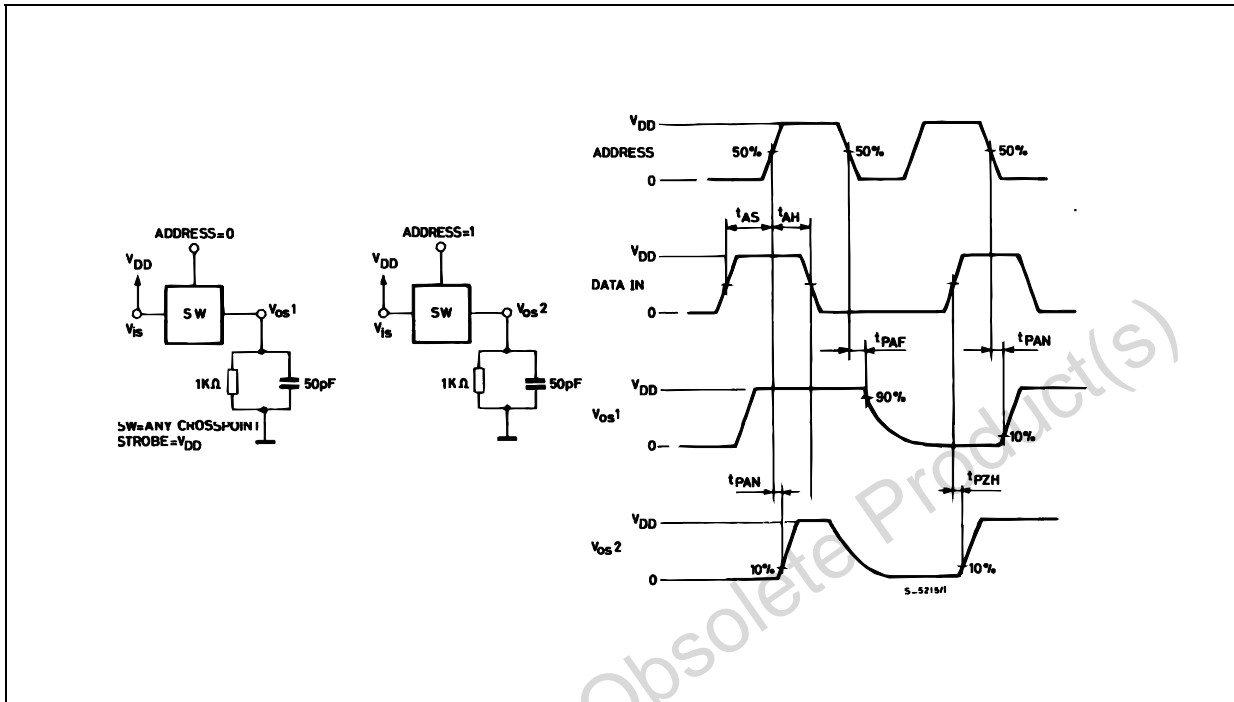 ADDRESS=0
VDD
Vis
SW
Vos1
1KΩ
50pF
SW=ANY CROSSPOINT
STROBE=VDD
ADDRESS=1
VDD
Vis
SW
Vos2
1KΩ
50pF
VDD
ADDRESS
0
50%
50%
50%
tAS
tAH
VDD
DATA IN
0
tPAF
tPAN
VDD
Vos1
0
90%
10%
tPAN
tPZH
VDD
Vos2
0
10%
10%
S-5219/1
Obsolete Product(s)